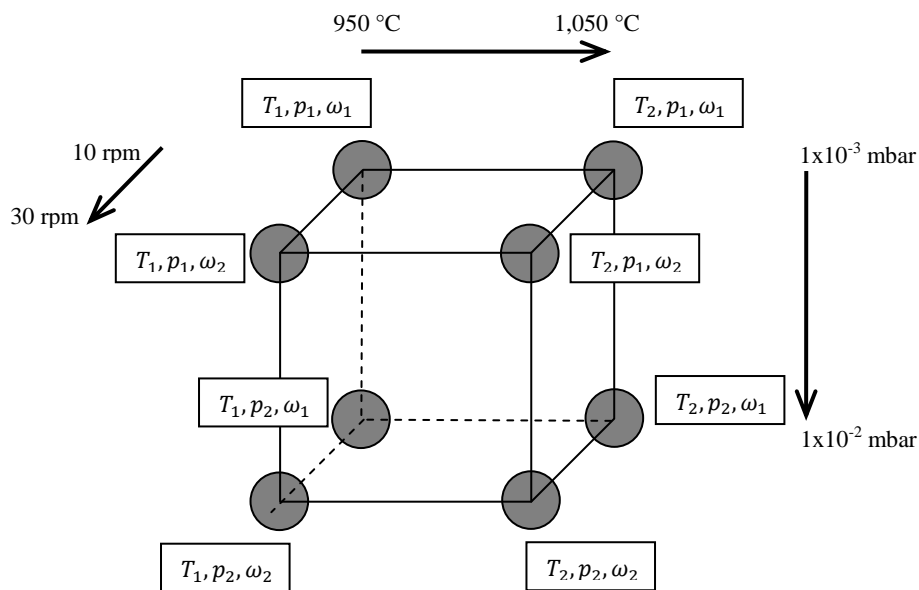 950 °C
1,050 °C
T₁, p₁, ω₁
T₂, p₁, ω₁
10 rpm
1x10⁻³ mbar
30 rpm
T₁, p₁, ω₂
T₂, p₁, ω₂
T₁, p₂, ω₁
T₂, p₂, ω₁
1x10⁻² mbar
T₁, p₂, ω₂
T₂, p₂, ω₂